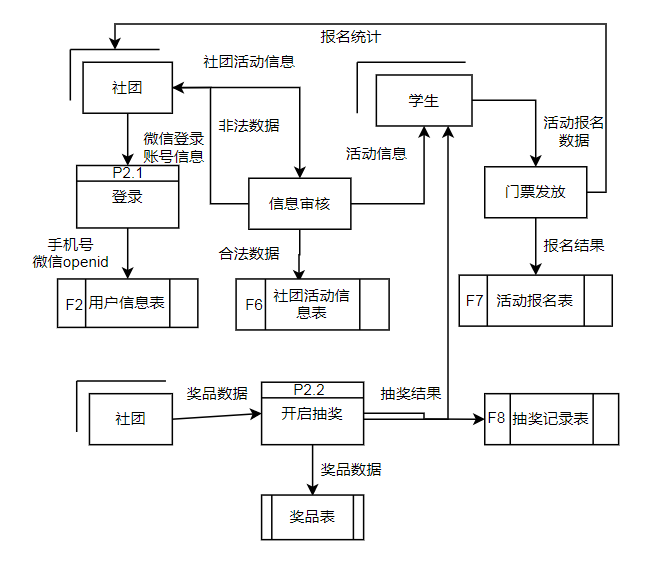 报名统计
社团活动信息
社团
学生
非法数据
微信登录
账号信息
活动信息
活动报名
数据
P2.1
登录
信息审核
门票发放
手机号
微信openid
合法数据
报名结果
F2
用户信息表
F6
社团活动信
息表
F7
活动报名表
奖品数据
P2.2
抽奖结果
社团
开启抽奖
F8
抽奖记录表
奖品数据
奖品表